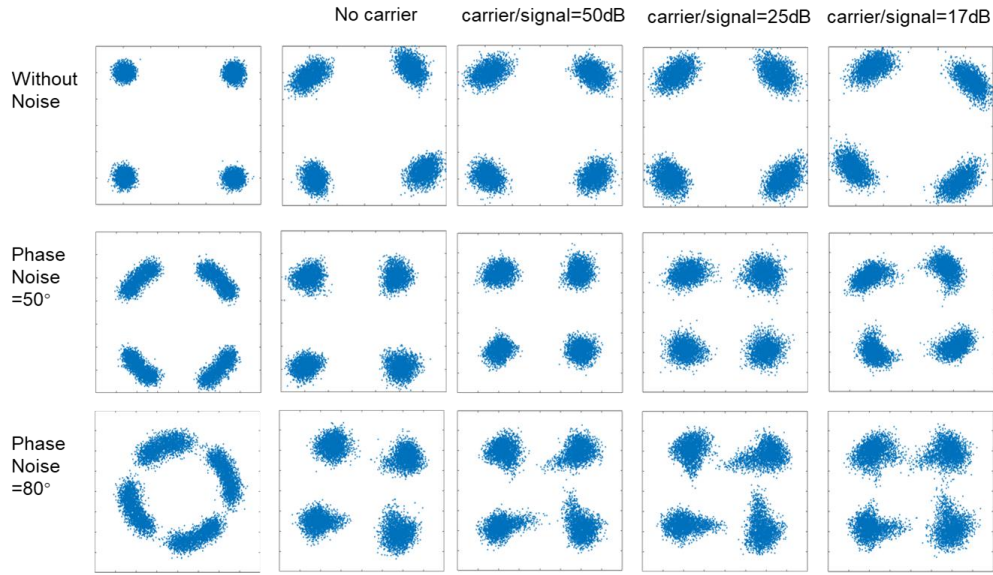 No carrier
carrier/signal=50dB
carrier/signal=25dB
carrier/signal=17dB
Without
Noise
Phase
Noise
=50°
Phase
Noise
=80°